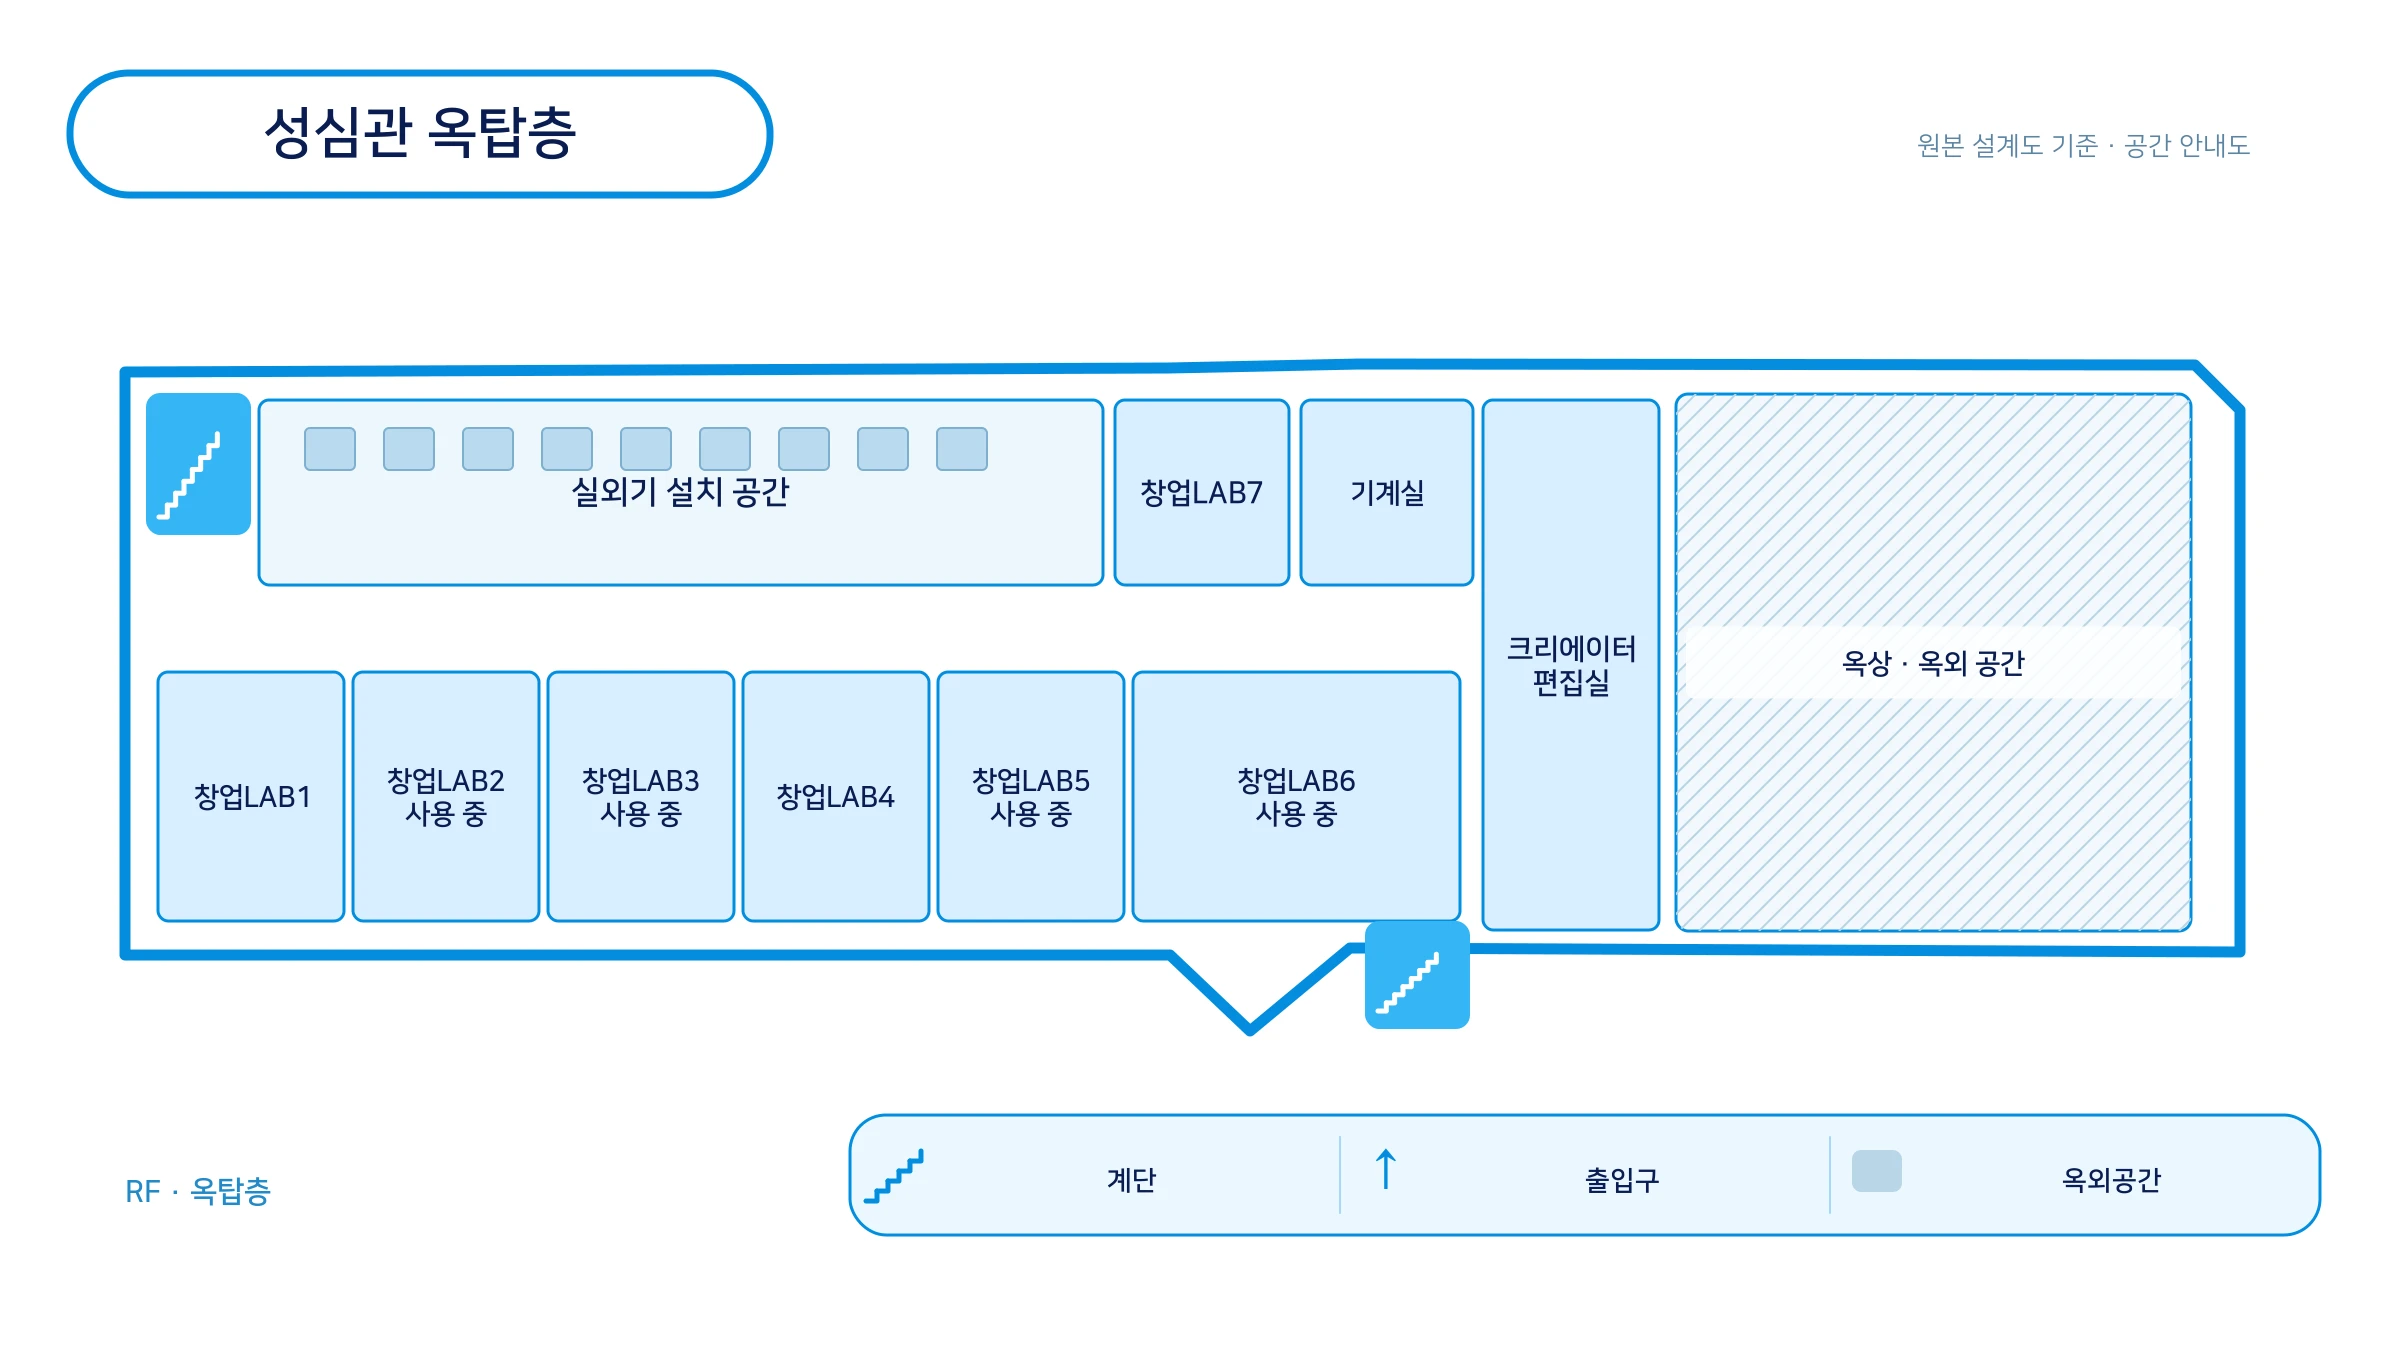 성심관 옥탑층
원본 설계도 기준 · 공간 안내도
실외기 설치 공간
창업LAB7
기계실
크리에이터
편집실
옥상 · 옥외 공간
창업LAB1
창업LAB2
사용 중
창업LAB3
사용 중
창업LAB4
창업LAB5
사용 중
창업LAB6
사용 중
RF · 옥탑층
계단
출입구
옥외공간